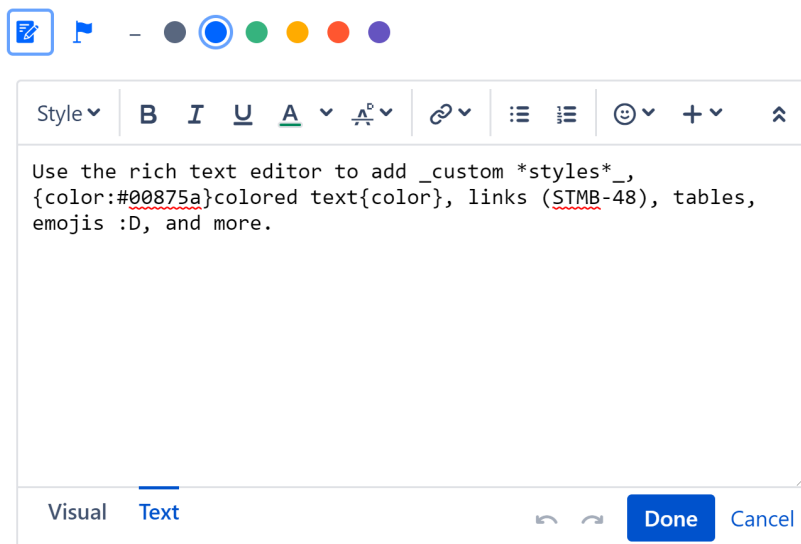 Style B I U A
Use the rich text editor to add _custom *styles*_,
{color:#00875a}colored text{color}, links (STMB-48), tables,
emojis :D, and more.
Visual Text Done Cancel